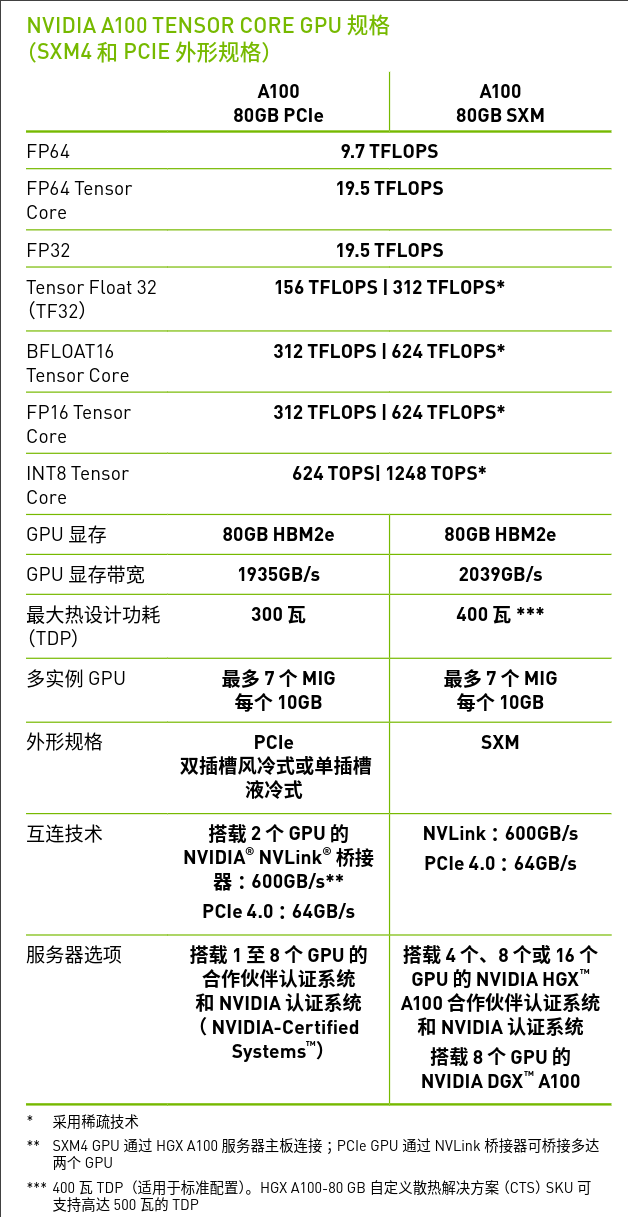 NVIDIA A100 TENSOR CORE GPU 规格
（SXM4 和 PCIE 外形规格）
A100
80GB PCIe
A100
80GB SXM
FP64
9.7 TFLOPS
FP64 Tensor
Core
19.5 TFLOPS
FP32
19.5 TFLOPS
Tensor Float 32
（TF32）
156 TFLOPS | 312 TFLOPS*
BFLOAT16
Tensor Core
312 TFLOPS | 624 TFLOPS*
FP16 Tensor
Core
312 TFLOPS | 624 TFLOPS*
INT8 Tensor
Core
624 TOPS| 1248 TOPS*
GPU 显存
80GB HBM2e
80GB HBM2e
GPU 显存带宽
1935GB/s
2039GB/s
最大热设计功耗
（TDP）
300 瓦
400 瓦 ***
多实例 GPU
最多 7 个 MIG
每个 10GB
最多 7 个 MIG
每个 10GB
外形规格
PCIe
双插槽风冷式或单插槽
液冷式
SXM
互连技术
搭载 2 个 GPU 的
NVIDIA® NVLink® 桥接
器：600GB/s**
PCIe 4.0：64GB/s
NVLink：600GB/s
PCIe 4.0：64GB/s
服务器选项
搭载 1 至 8 个 GPU 的
合作伙伴认证系统
和 NVIDIA 认证系统
（ NVIDIA-Certified
Systems™）
搭载 4 个、8 个或 16 个
GPU 的 NVIDIA HGX™
A100 合作伙伴认证系统
和 NVIDIA 认证系统
搭载 8 个 GPU 的
NVIDIA DGX™ A100
* 采用稀疏技术
** SXM4 GPU 通过 HGX A100 服务器主板连接；PCIe GPU 通过 NVLink 桥接器可桥接多达
两个 GPU
*** 400 瓦 TDP（适用于标准配置）。HGX A100-80 GB 自定义散热解决方案 (CTS) SKU 可
支持高达 500 瓦的 TDP